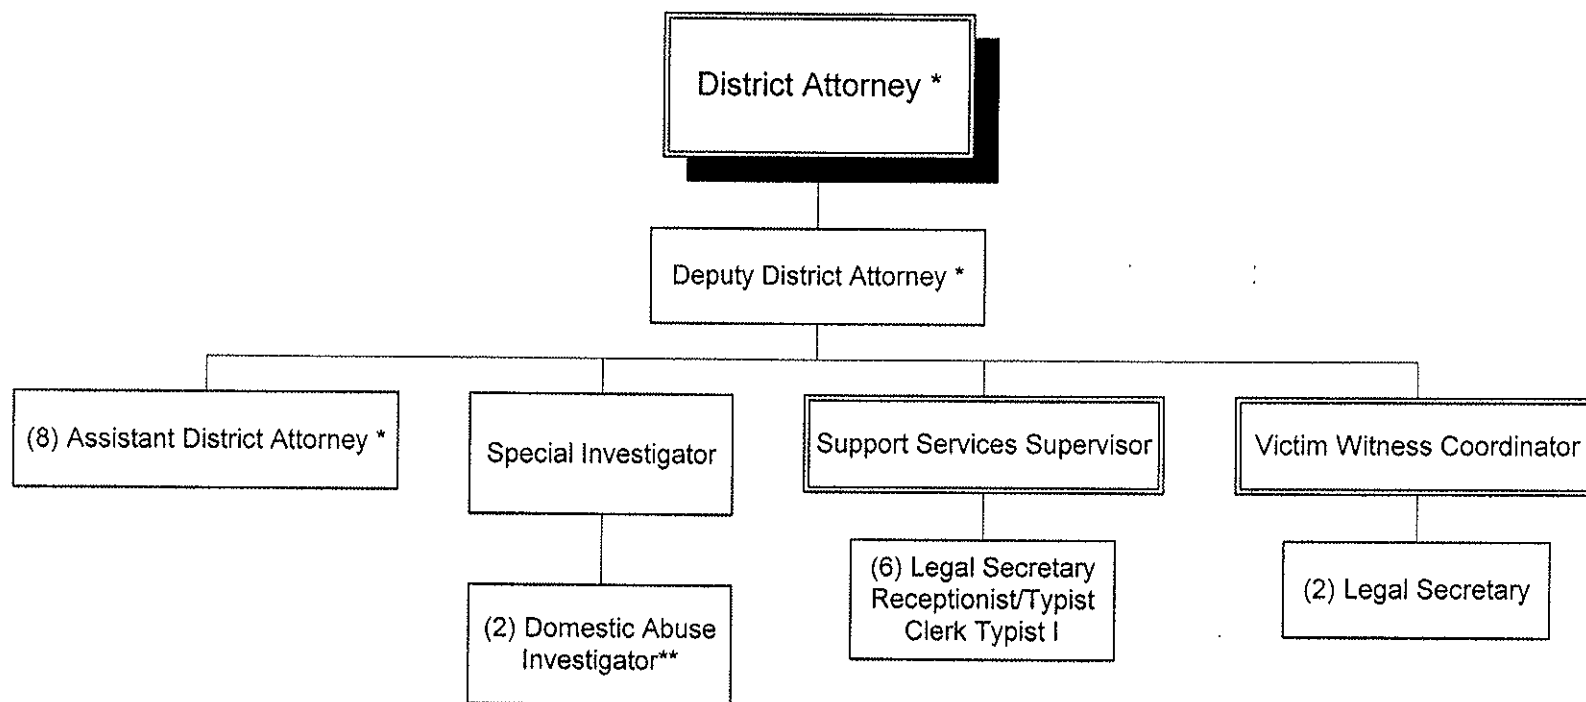 District Attorney *
Deputy District Attorney *
(8) Assistant District Attorney *
Special Investigator
Support Services Supervisor
Victim Witness Coordinator
(2) Domestic Abuse
Investigator**
(6) Legal Secretary
Receptionist/Typist
Clerk Typist I
(2) Legal Secretary